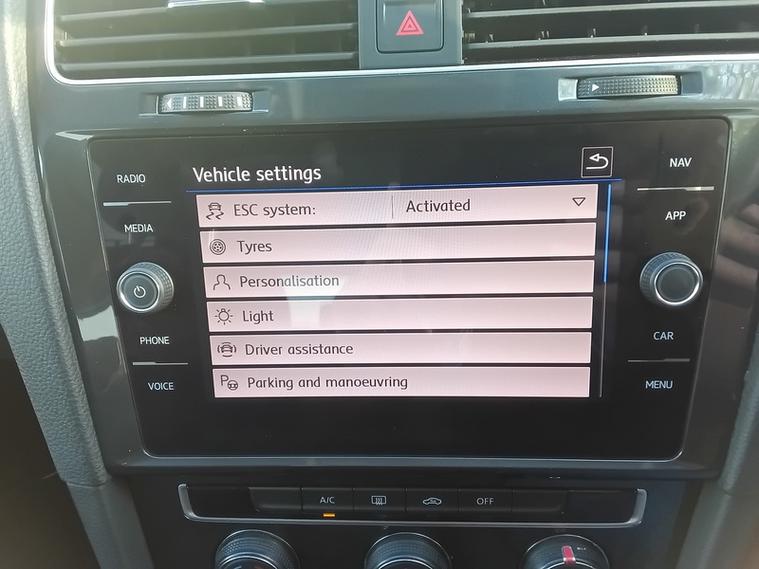 RADIO
MEDIA
PHONE
VOICE
Vehicle settings
ESC system: Activated
Tyres
Personalisation
Light
Driver assistance
P Parking and manoeuvring
NAV
APP
CAR
MENU
A/C
OFF